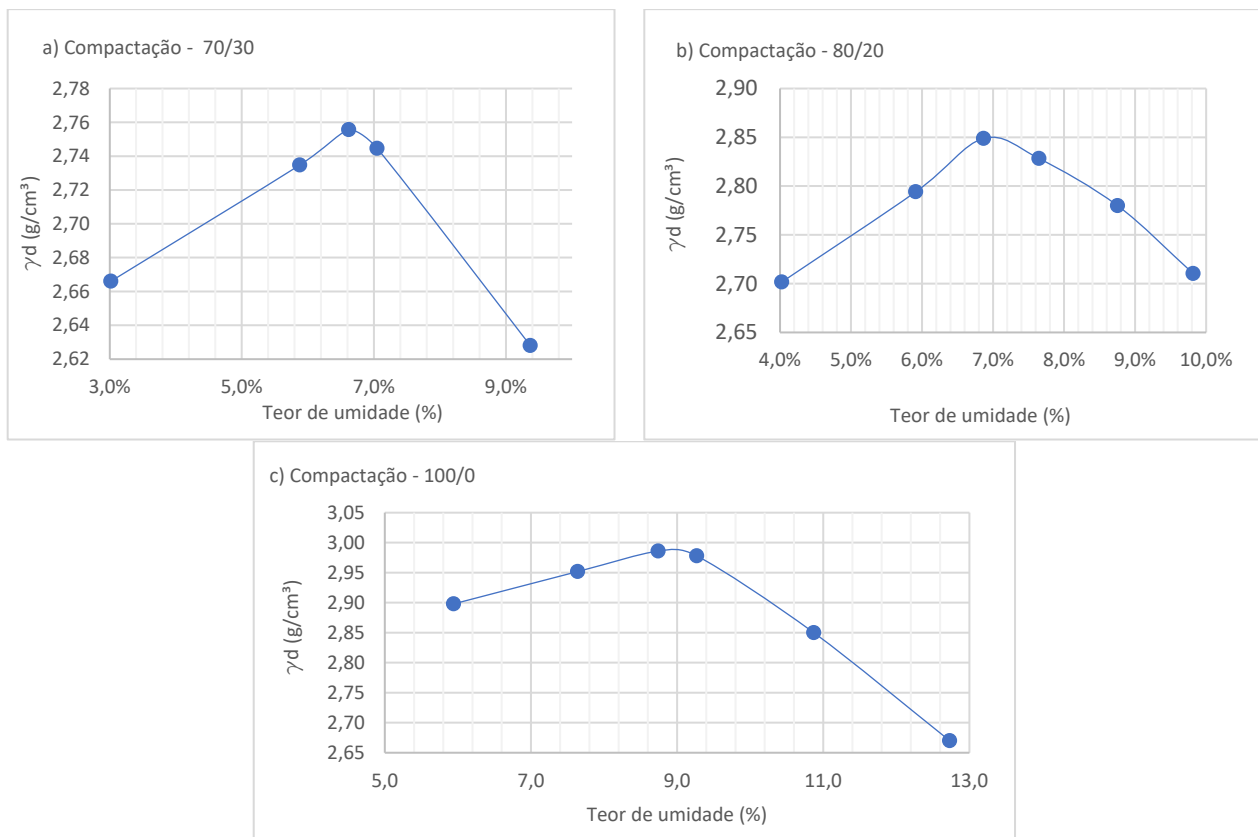 a) Compactação - 70/30
γd (g/cm³)
2,78
2,76
2,74
2,72
2,70
2,68
2,66
2,64
2,62
3,0% 5,0% 7,0% 9,0%
Teor de umidade (%)
b) Compactação - 80/20
γd (g/cm³)
2,90
2,85
2,80
2,75
2,70
2,65
4,0% 5,0% 6,0% 7,0% 8,0% 9,0% 10,0%
Teor de umidade (%)
c) Compactação - 100/0
γd (g/cm³)
3,05
3,00
2,95
2,90
2,85
2,80
2,75
2,70
2,65
5,0 7,0 9,0 11,0 13,0
Teor de umidade (%)